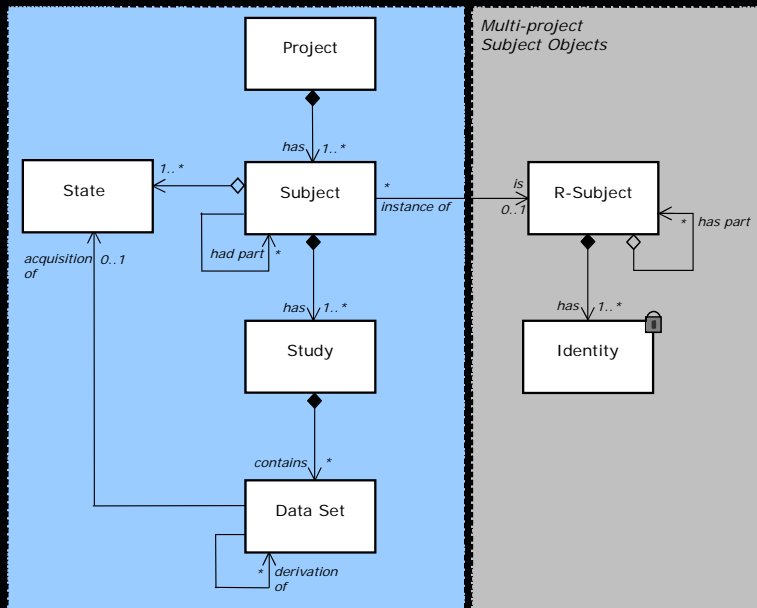 Multi-project
Subject Objects
Project
has 1..*
State
1..*
Subject
*
instance of
is
0..1
R-Subject
* has part
had part *
acquisition 0..1
of
has 1..*
has 1..*
Study
Identity
contains *
Data Set
* derivation
of